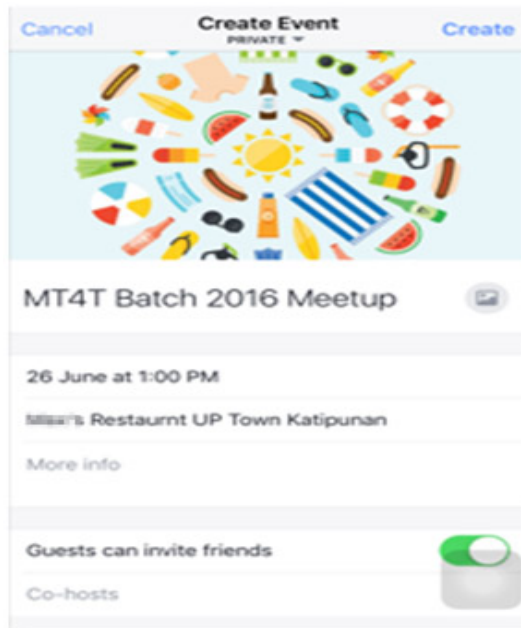 Cancel Create Event Create
PRIVATE
MT4T Batch 2016 Meetup
26 June at 1:00 PM
Restaurnt UP Town Katipunan
More info
Guests can invite friends
Co-hosts